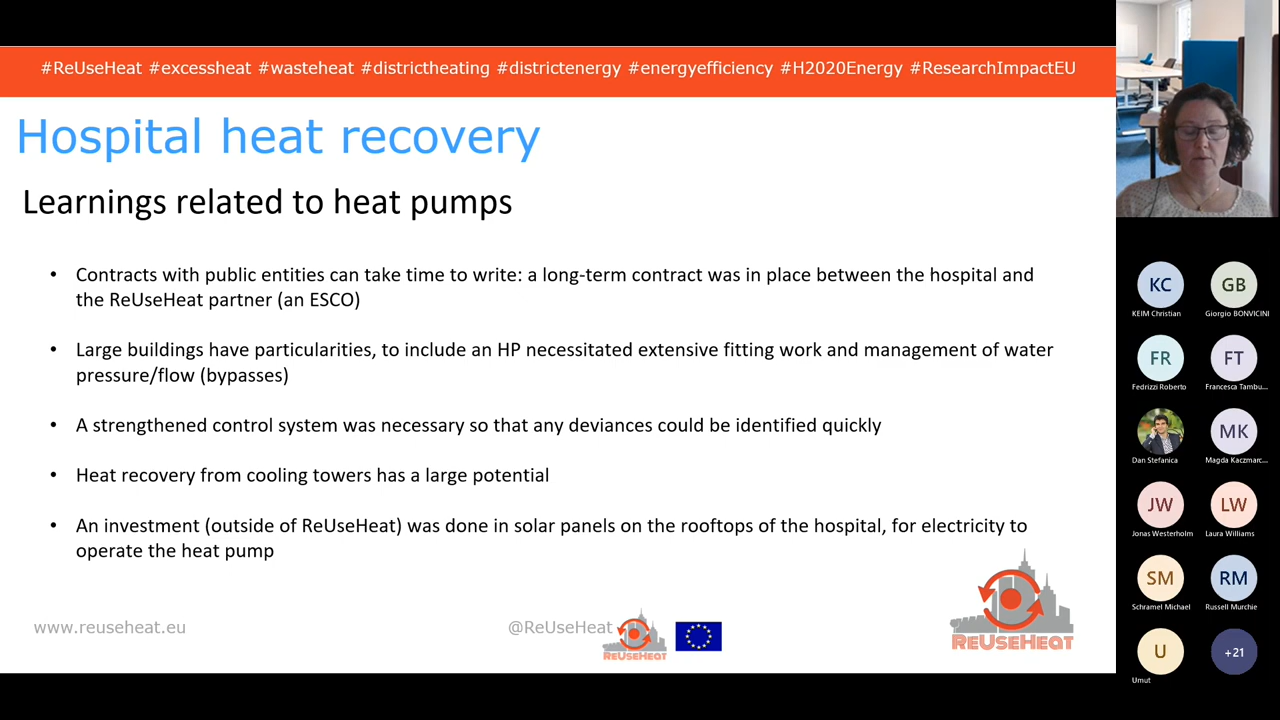 #ReUseHeat #excessheat #wasteheat #districtheating #districtenergy #energyefficiency #H2020Energy #ResearchImpactEU
Hospital heat recovery
Learnings related to heat pumps
• Contracts with public entities can take time to write: a long-term contract was in place between the hospital and
the ReUseHeat partner (an ESCO)
• Large buildings have particularities, to include an HP necessitated extensive fitting work and management of water
pressure/flow (bypasses)
• A strengthened control system was necessary so that any deviances could be identified quickly
• Heat recovery from cooling towers has a large potential
• An investment (outside of ReUseHeat) was done in solar panels on the rooftops of the hospital, for electricity to
operate the heat pump
www.reuseheat.eu
@ReUseHeat
ReUseHeat
ReUseHeat
KC
KEIM Christian
GB
Giorgio BONVICINI
FR
Fedrizzi Roberto
FT
Francesca Tambu...
Dan Stefanica
MK
Magda Kaczmarc...
JW
Jonas Westerholm
LW
Laura Williams
SM
Schramel Michael
RM
Russell Murchie
U
Umut
+21